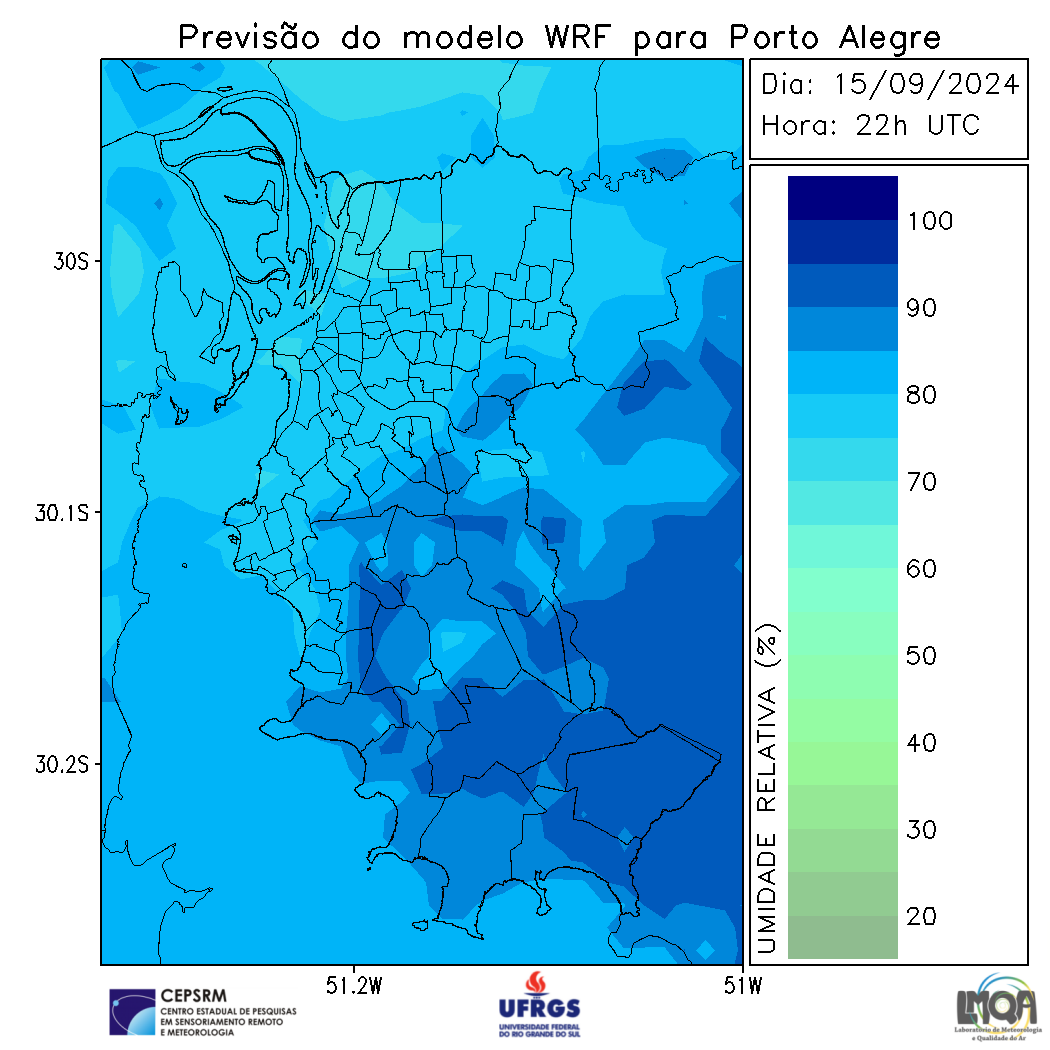 Previsão do modelo WRF para Porto Alegre
Dia: 15/09/2024
Hora: 22h UTC
30S
30.1S
30.2S
51.2W
51W
UMIDADE RELATIVA (%)
100
90
80
70
60
50
40
30
20
CEPSRM
CENTRO ESTADUAL DE PESQUISAS
EM SENSORIAMENTO REMOTO
E METEOROLOGIA
UFRGS
UNIVERSIDADE FEDERAL
DO RIO GRANDE DO SUL
LMQA
Laboratório de Meteorologia
e Qualidade do Ar